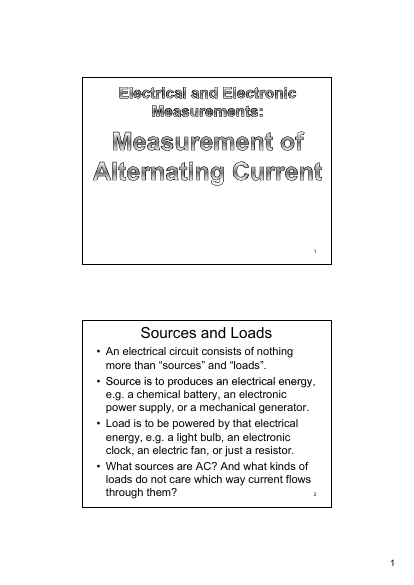 Electrical and Electronic
Measurements:
Measurement of
Alternating Current
1
Sources and Loads
• An electrical circuit consists of nothing
more than “sources” and “loads”.
• Source is to produces an electrical energy,
e.g. a chemical battery, an electronic
power supply, or a mechanical generator.
• Load is to be powered by that electrical
energy, e.g. a light bulb, an electronic
clock, an electric fan, or just a resistor.
• What sources are AC? And what kinds of
loads do not care which way current flows
through them?
2
1